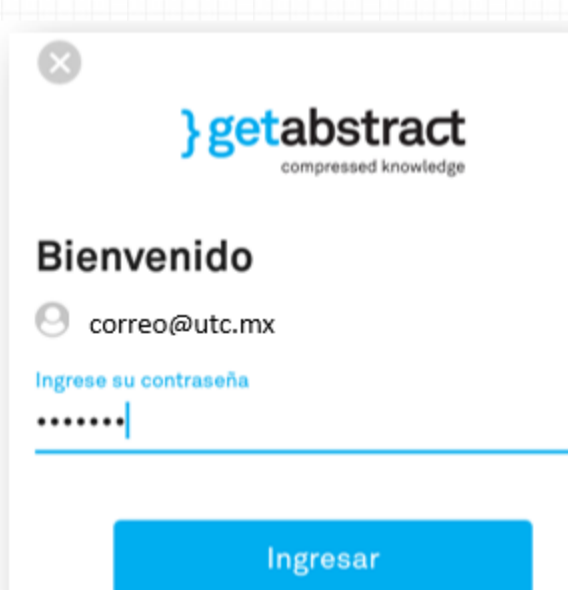 }getabstract
compressed knowledge
Bienvenido
correo@utc.mx
Ingrese su contraseña
•••••••
Ingresar